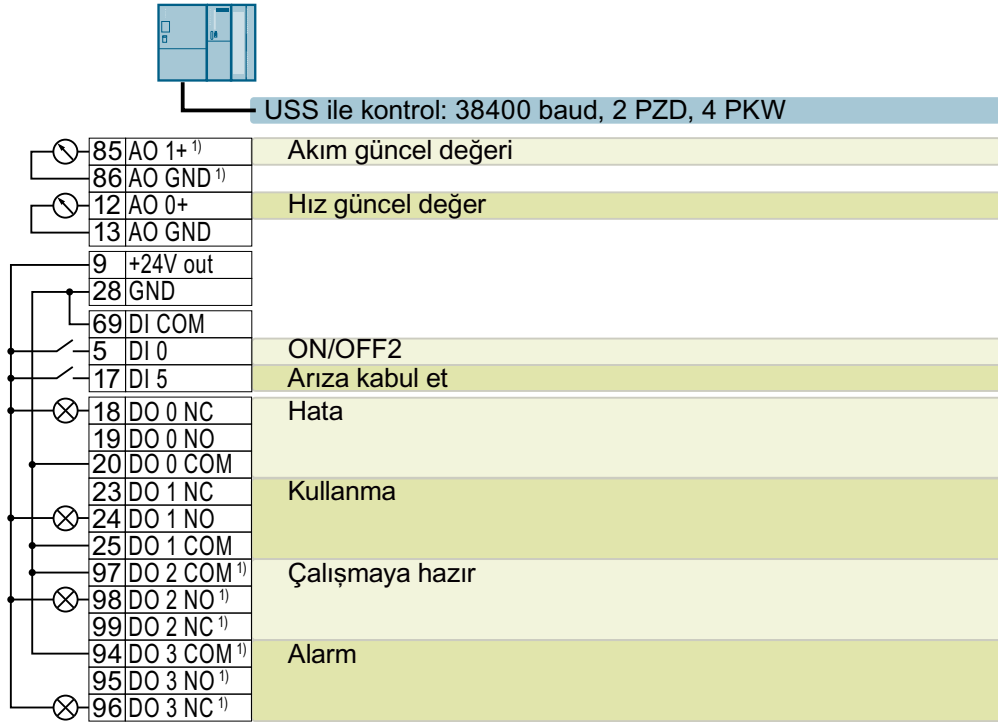 USS ile kontrol: 38400 baud, 2 PZD, 4 PKW
85 AO 1+ 1) Akım güncel değeri
86 AO GND 1)
12 AO 0+ Hız güncel değer
13 AO GND
9 +24V out
28 GND
69 DI COM
5 DI 0 ON/OFF2
17 DI 5 Arıza kabul et
18 DO 0 NC Hata
19 DO 0 NO
20 DO 0 COM
23 DO 1 NC Kullanma
24 DO 1 NO
25 DO 1 COM
97 DO 2 COM 1) Çalışmaya hazır
98 DO 2 NO 1)
99 DO 2 NC 1)
94 DO 3 COM 1) Alarm
95 DO 3 NO 1)
96 DO 3 NC 1)